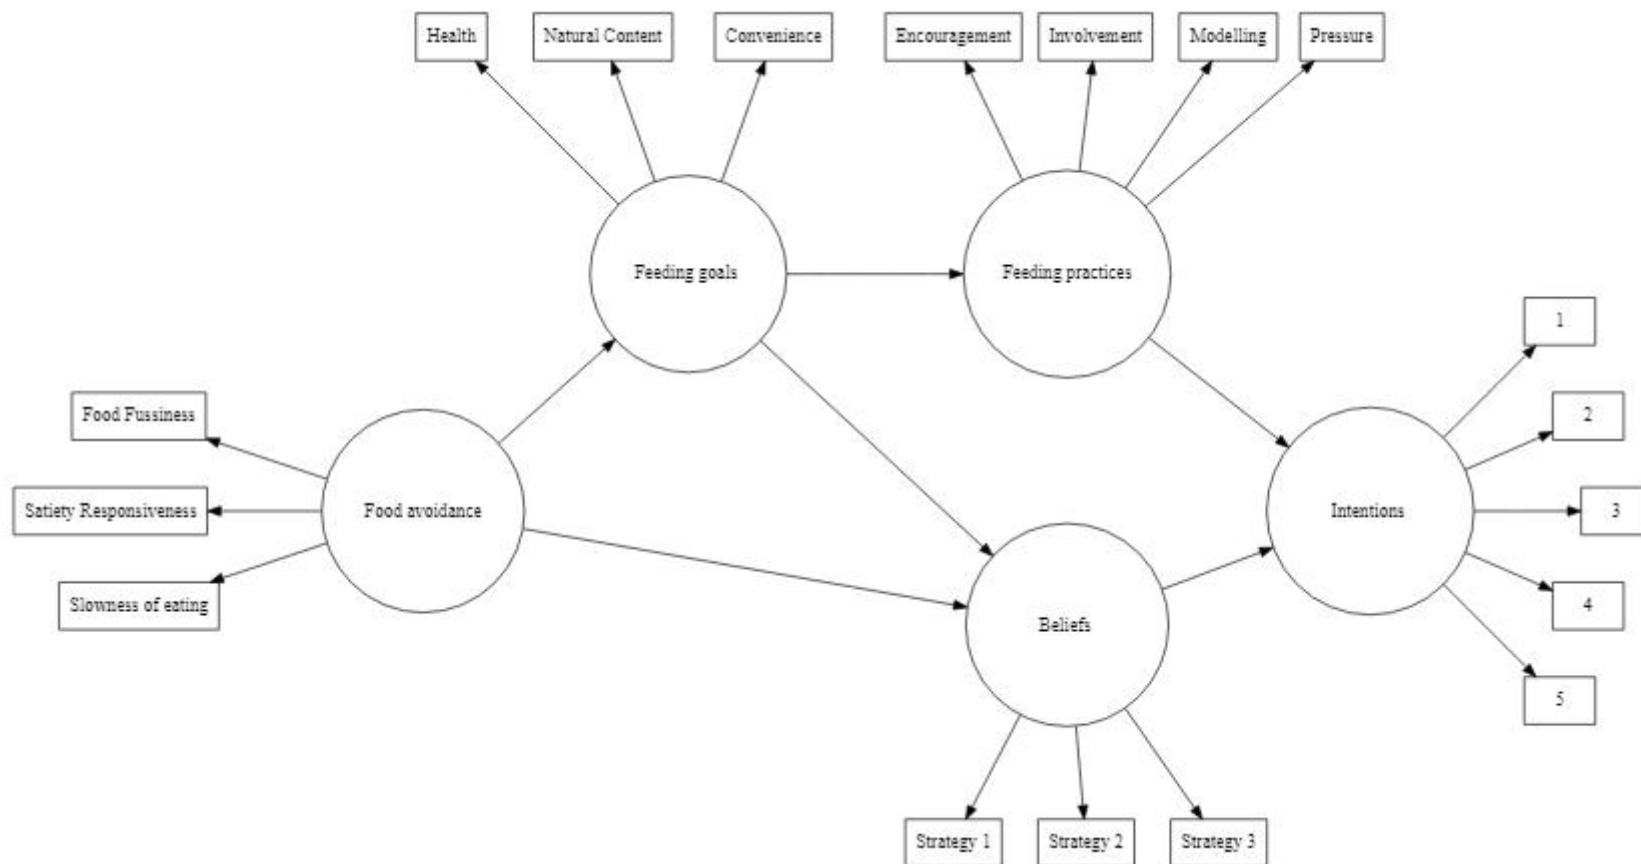 Health
Natural Content
Convenience
Encouragement
Involvement
Modelling
Pressure
Feeding goals
Feeding practices
1
2
3
4
5
Food Fussiness
Satiety Responsiveness
Slowness of eating
Food avoidance
Intentions
Beliefs
Strategy 1
Strategy 2
Strategy 3